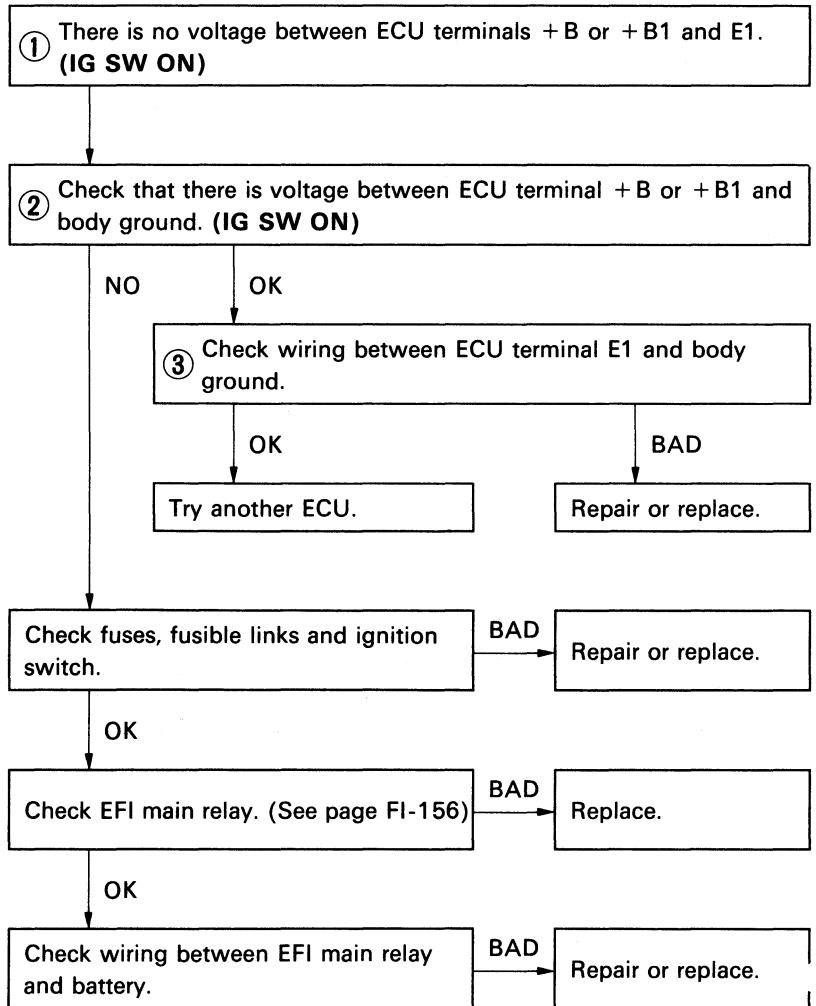 ① There is no voltage between ECU terminals +B or +B1 and E1.
(IG SW ON)
② Check that there is voltage between ECU terminal +B or +B1 and
body ground. (IG SW ON)
NO
OK
③ Check wiring between ECU terminal E1 and body
ground.
OK
BAD
Try another ECU.
Repair or replace.
Check fuses, fusible links and ignition
switch.
BAD
Repair or replace.
OK
Check EFI main relay. (See page FI-156)
BAD
Replace.
OK
Check wiring between EFI main relay
and battery.
BAD
Repair or replace.